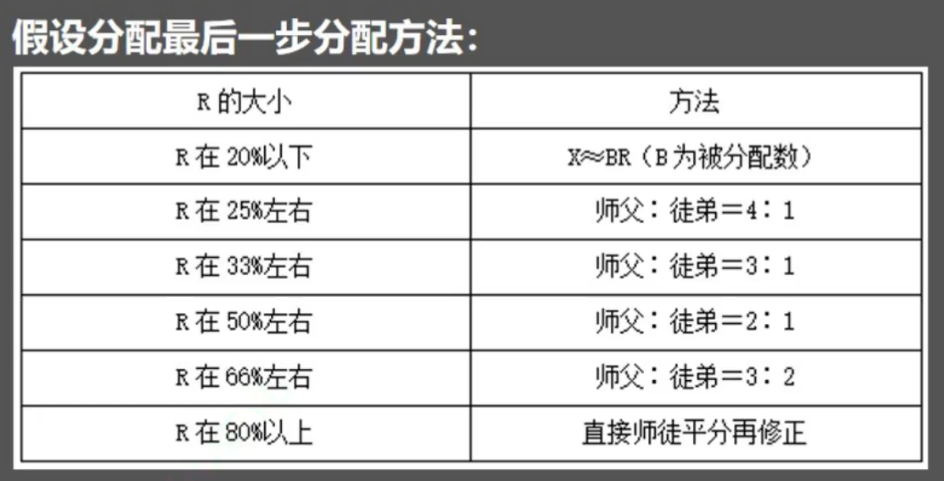 假设分配最后一步分配方法：
R 的大小 方法
R 在 20%以下 X≈BR（B 为被分配数）
R 在 25%左右 师父：徒弟＝4：1
R 在 33%左右 师父：徒弟＝3：1
R 在 50%左右 师父：徒弟＝2：1
R 在 66%左右 师父：徒弟＝3：2
R 在 80%以上 直接师徒平分再修正